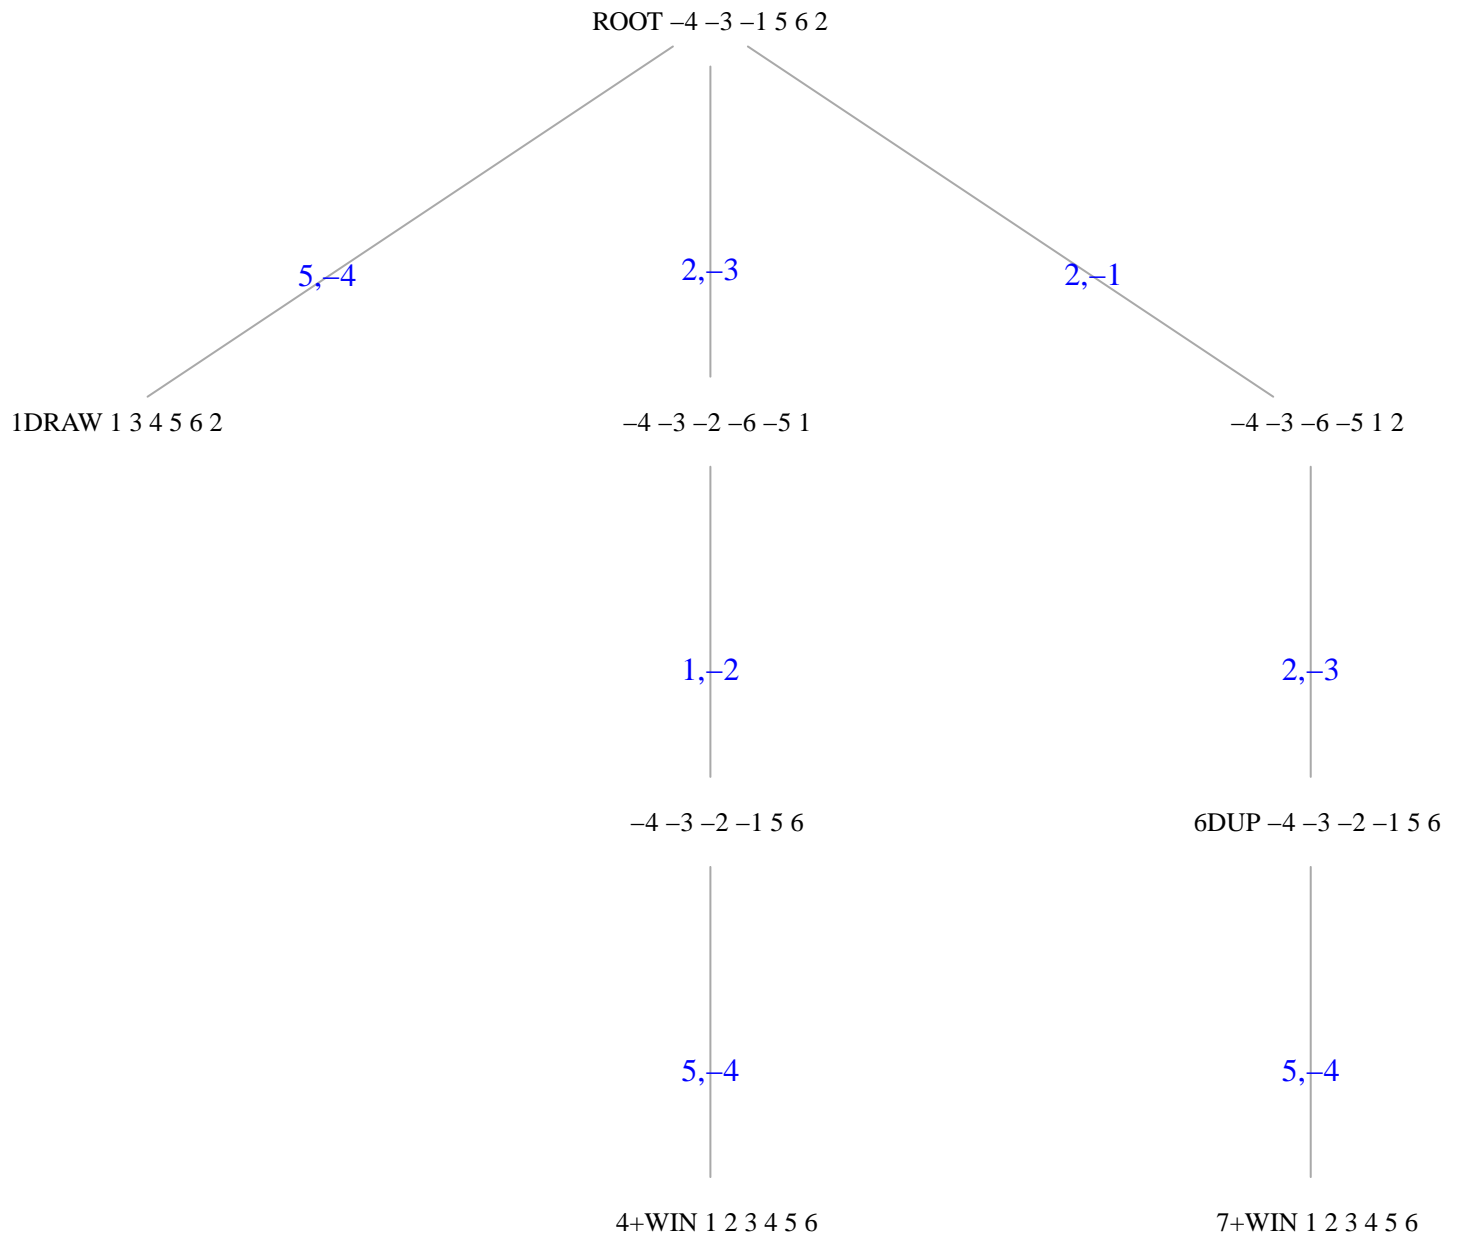 ROOT –4 –3 –1 5 6 2
5,–4
2,–3
2,–1
1DRAW 1 3 4 5 6 2
–4 –3 –2 –6 –5 1
–4 –3 –6 –5 1 2
1,–2
2,–3
–4 –3 –2 –1 5 6
6DUP –4 –3 –2 –1 5 6
5,–4
5,–4
4+WIN 1 2 3 4 5 6
7+WIN 1 2 3 4 5 6